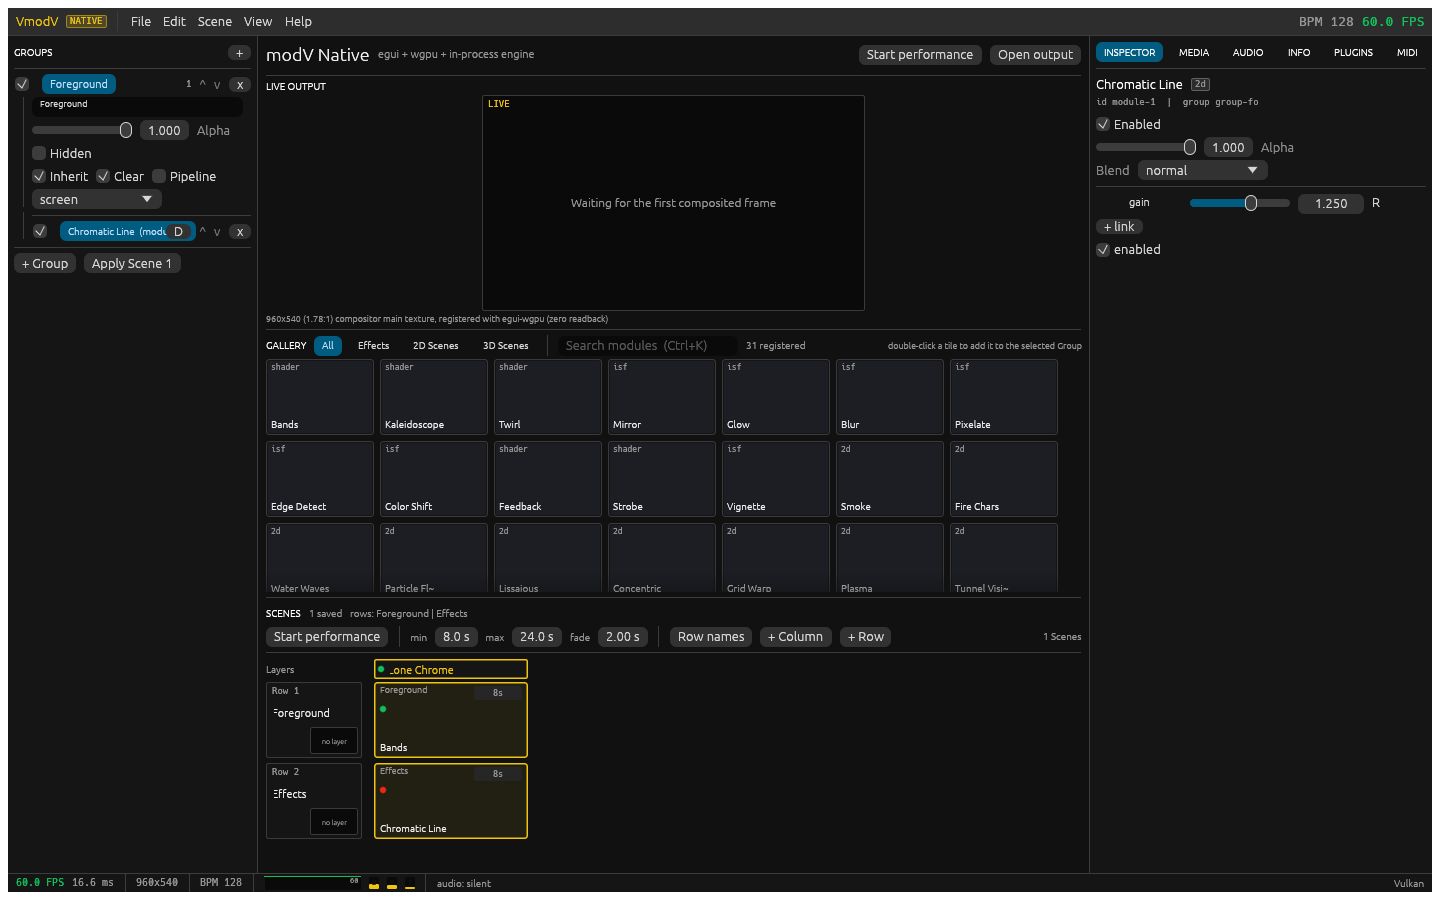 VmodV NATIVE File Edit Scene View Help BPM 128 60.0 FPS
GROUPS +
Foreground 1 ^ v x
Foreground
1.000 Alpha
Hidden
Inherit Clear Pipeline
screen
Chromatic Line (modu D ^ v x
+ Group Apply Scene 1
modV Native egui + wgpu + in-process engine Start performance Open output
LIVE OUTPUT
LIVE
Waiting for the first composited frame
960x540 (1.78:1) compositor main texture, registered with egui-wgpu (zero readback)
GALLERY All Effects 2D Scenes 3D Scenes Search modules (Ctrl+K) 31 registered double-click a tile to add it to the selected Group
shader shader shader isf isf isf isf
Bands Kaleidoscope Twirl Mirror Glow Blur Pixelate
isf isf shader shader isf 2d 2d
Edge Detect Color Shift Feedback Strobe Vignette Smoke Fire Chars
2d 2d 2d 2d 2d 2d 2d
Water Waves Particle Fl~ Lissajous Concentric Grid Warp Plasma Tunnel Visi~
SCENES 1 saved rows: Foreground | Effects
Start performance min 8.0 s max 24.0 s fade 2.00 s Row names + Column + Row 1 Scenes
Layers one Chrome
Row 1 Foreground 8s
Foreground
no layer
Bands
Row 2 Effects 8s
Effects
no layer
Chromatic Line
INSPECTOR MEDIA AUDIO INFO PLUGINS MIDI
Chromatic Line 2d
id module-1 | group group-fo
Enabled
1.000 Alpha
Blend normal
gain 1.250 R
+ link
enabled
60.0 FPS 16.6 ms 960x540 BPM 128 60 audio: silent Vulkan